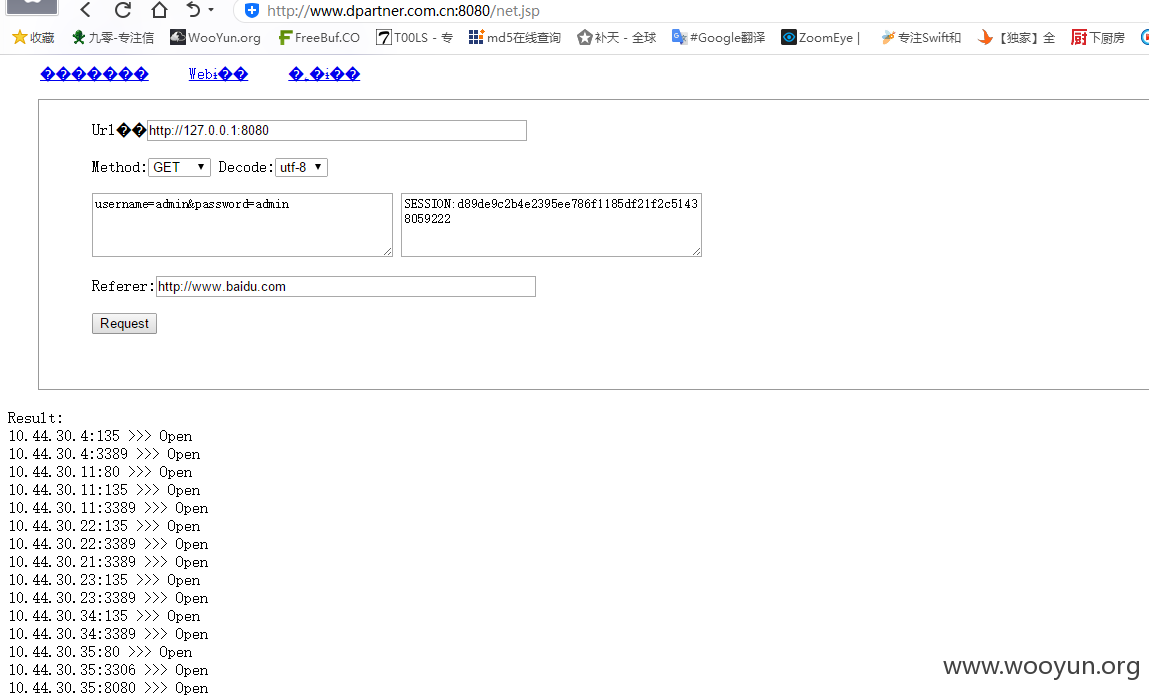 http://www.dpartner.com.cn:8080/net.jsp
收藏 九零-专注信 WooYun.org FreeBuf.CO T00LS - 专 md5在线查询 补天 - 全球 #Google翻译 ZoomEye | 专注Swift和 【独家】全 下厨房
�������� Webɨ�� �˿�ɨ��
Url��http://127.0.0.1:8080
Method: GET Decode: utf-8
username=admin&password=admin
SESSION:d89de9c2b4e2395ee786f1185df21f2c5143
8059222
Referer:http://www.baidu.com
Request
Result:
10.44.30.4:135 >>> Open
10.44.30.4:3389 >>> Open
10.44.30.11:80 >>> Open
10.44.30.11:135 >>> Open
10.44.30.11:3389 >>> Open
10.44.30.22:135 >>> Open
10.44.30.22:3389 >>> Open
10.44.30.21:3389 >>> Open
10.44.30.23:135 >>> Open
10.44.30.23:3389 >>> Open
10.44.30.34:135 >>> Open
10.44.30.34:3389 >>> Open
10.44.30.35:80 >>> Open
10.44.30.35:3306 >>> Open
10.44.30.35:8080 >>> Open
www.wooyun.org